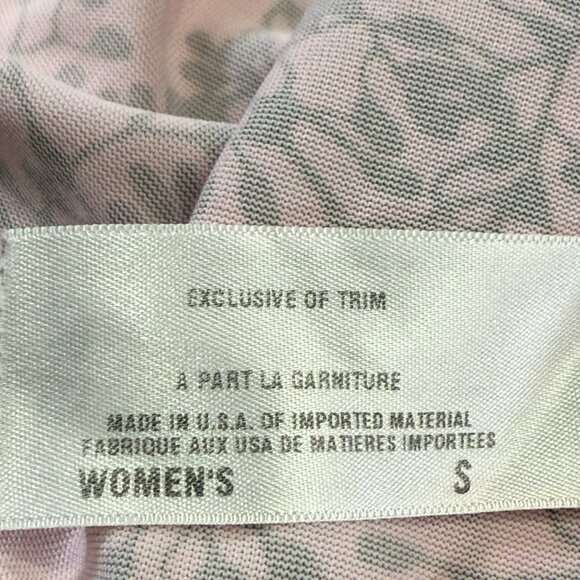 EXCLUSIVE OF TRIM
A PART LA GARNITURE
MADE IN U.S.A. OF IMPORTED MATERIAL
FABRIQUE AUX USA DE MATIERES IMPORTEES
WOMEN'S S